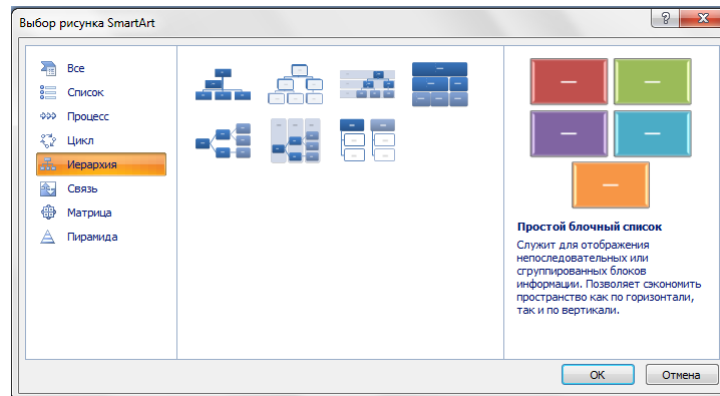 Выбор рисунка SmartArt
Все
Список
Процесс
Цикл
Иерархия
Связь
Матрица
Пирамида
Простой блочный список
Служит для отображения
непоследовательных или
сгруппированных блоков
информации. Позволяет сэкономить
пространство как по горизонтали,
так и по вертикали.
OK
Отмена